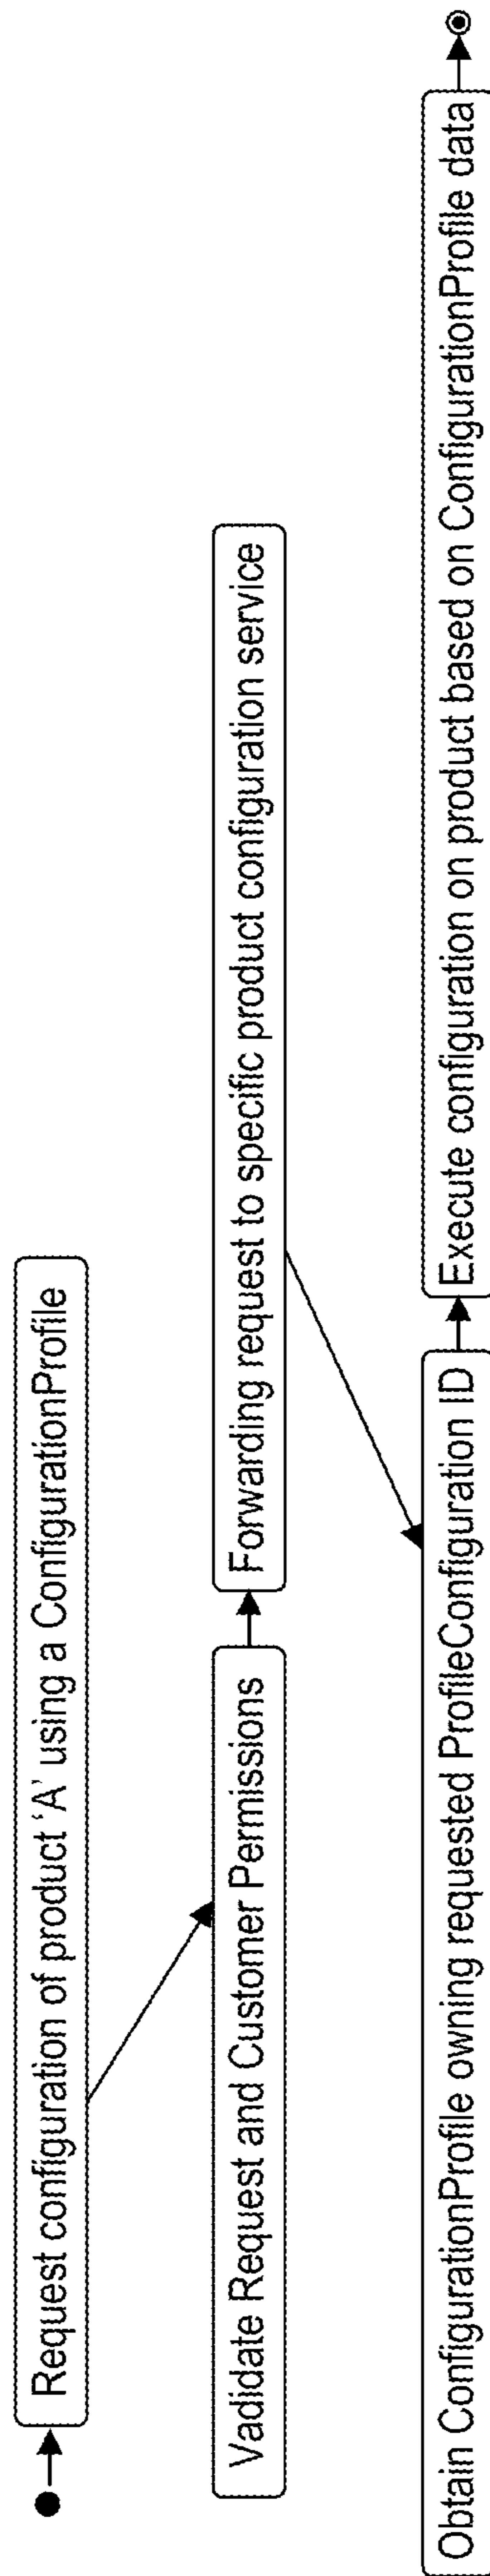 Request configuration of product ‘A’ using a ConfigurationProfile
Vadidate Request and Customer Permissions
Forwarding request to specific product configuration service
Obtain ConfigurationProfile owning requested ProfileConfiguration ID
Execute configuration on product based on ConfigurationProfile data